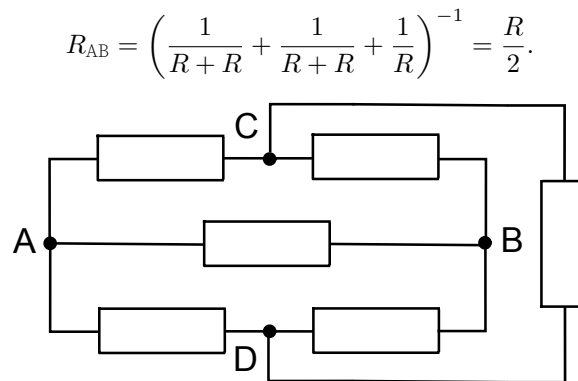 R_AB = (1/(R + R) + 1/(R + R) + 1/R)^−1 = R/2.
C
A
B
D